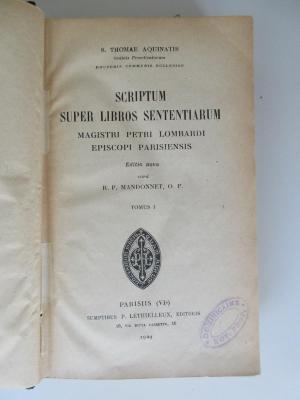 S. THOMAE AQUINATIS
Ordinis Praedicatorum
DOCTORIS COMMUNIS ECCLESIAE
SCRIPTUM
SUPER LIBROS SENTENTIARUM
MAGISTRI PETRI LOMBARDI
EPISCOPI PARISIENSIS
Editio nova
cura
R. P. MANDONNET, O. P.
TOMUS I
PARISIIS (VIe)
SUMPTIBUS P. LETHIELLEUX, EDITORIS
10, VIA DICTA CASSETTE, 10
1929